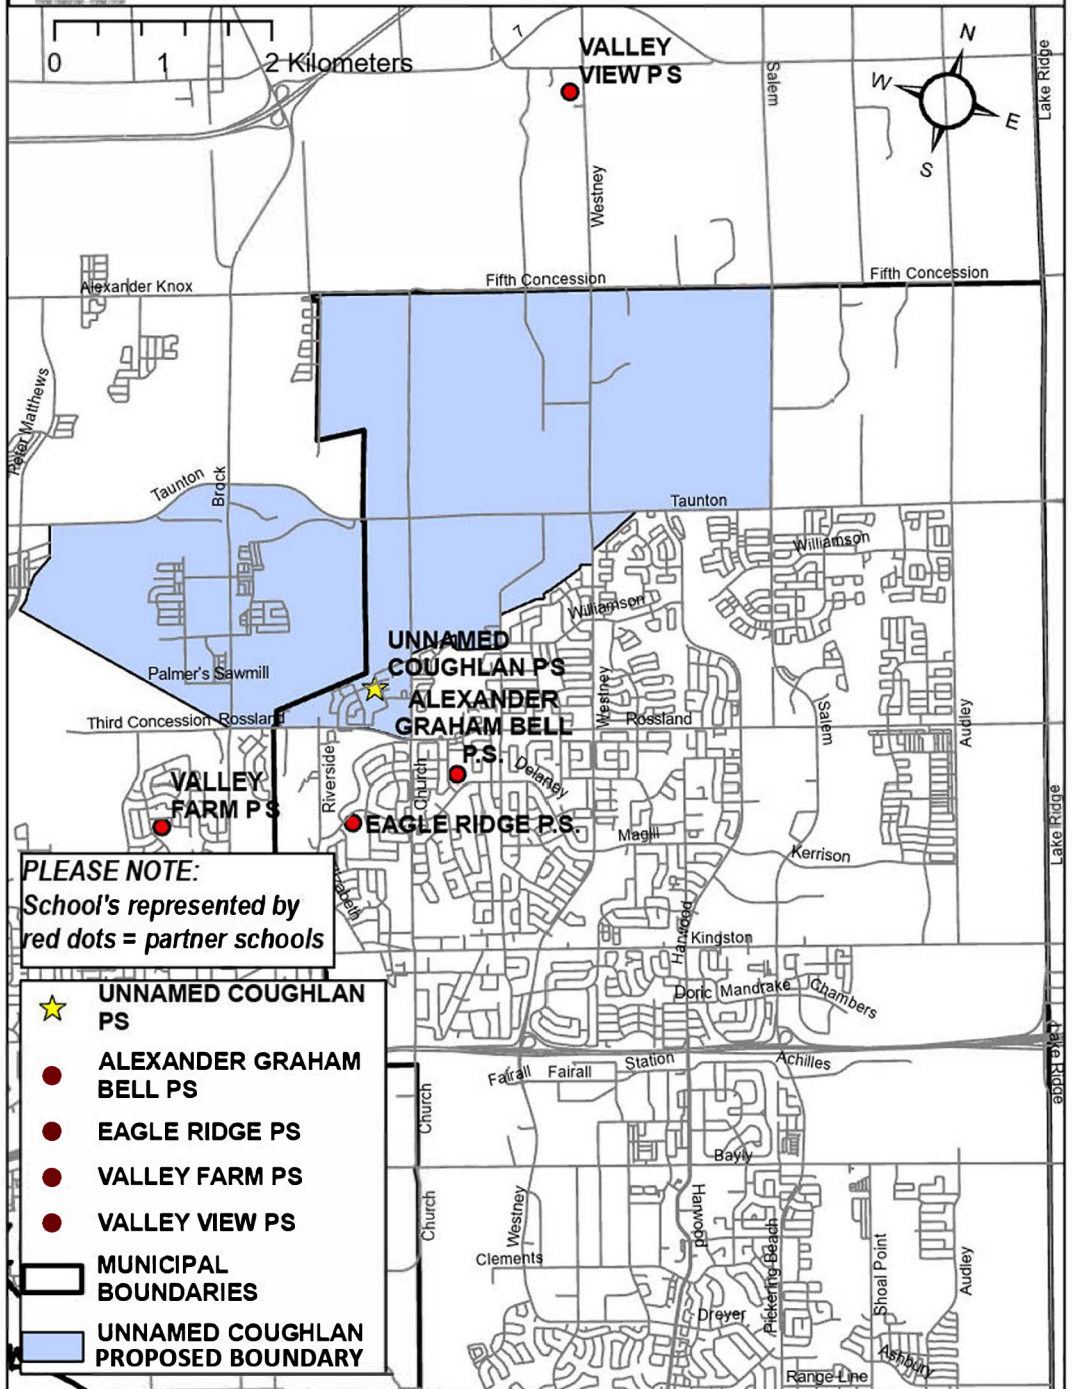 0 1 2 Kilometers
7
VALLEY
VIEW P S
Salem
Lake Ridge
N
W
E
S
Westney
Fifth Concession
Fifth Concession
Alexander Knox
Peter Matthews
Taunton
Brock
Taunton
Williamson
Williamson
UNNAMED
COUGHLAN PS
ALEXANDER
GRAHAM BELL
P.S.
Palmer's Sawmill
Westney
Rossland
Salem
Audley
Third Concession
Rossland
Riverside
Church
Delaney
VALLEY
FARM P S
EAGLE RIDGE P.S.
Magill
Kerrison
Lake Ridge
PLEASE NOTE:
School's represented by
red dots = partner schools
Harwood
Kingston
Doric
Mandrake
Chambers
UNNAMED COUGHLAN
PS
ALEXANDER GRAHAM
BELL PS
EAGLE RIDGE PS
VALLEY FARM PS
VALLEY VIEW PS
MUNICIPAL
BOUNDARIES
UNNAMED COUGHLAN
PROPOSED BOUNDARY
Fairall
Fairall
Station
Achilles
Lake Ridge
Church
Bayly
Church
Westney
Harwood
Clements
Pickering Beach
Shoal Point
Audley
Dreyer
Ashbury
Range Line